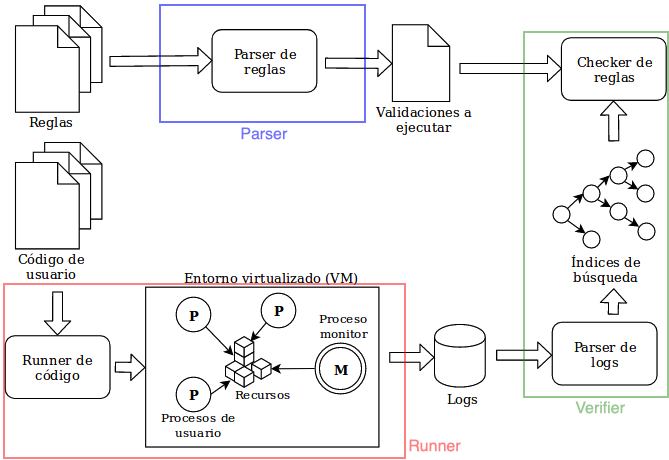 Reglas
Parser de
reglas
Parser
Validaciones a
ejecutar
Checker de
reglas
Código de
usuario
Índices de
búsqueda
Entorno virtualizado (VM)
Runner de
código
P
P
P
Proceso
monitor
M
Recursos
Procesos de
usuario
Runner
Logs
Parser de
logs
Verifier